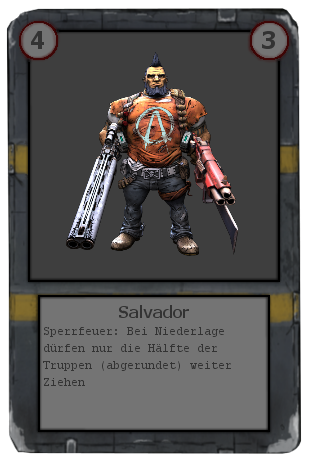 4 3
Salvador
Sperrfeuer: Bei Niederlage
dürfen nur die Hälfte der
Truppen (abgerundet) weiter
Ziehen